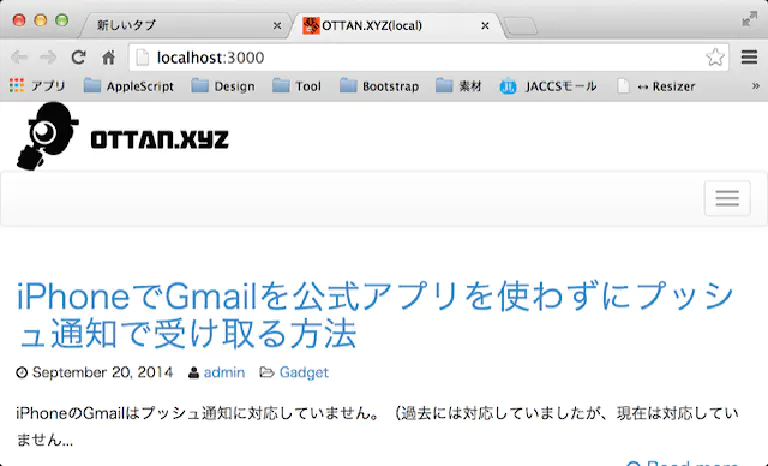 新しいタブ
OTTAN.XYZ(local)
localhost:3000
アプリ AppleScript Design Tool Bootstrap 素材 JACCSモール ↔ Resizer »
OTTAN.XYZ
iPhoneでGmailを公式アプリを使わずにプッシ
ュ通知で受け取る方法
September 20, 2014 admin Gadget
iPhoneのGmailはプッシュ通知に対応していません。（過去には対応していましたが、現在は対応してい
ません...
Read more